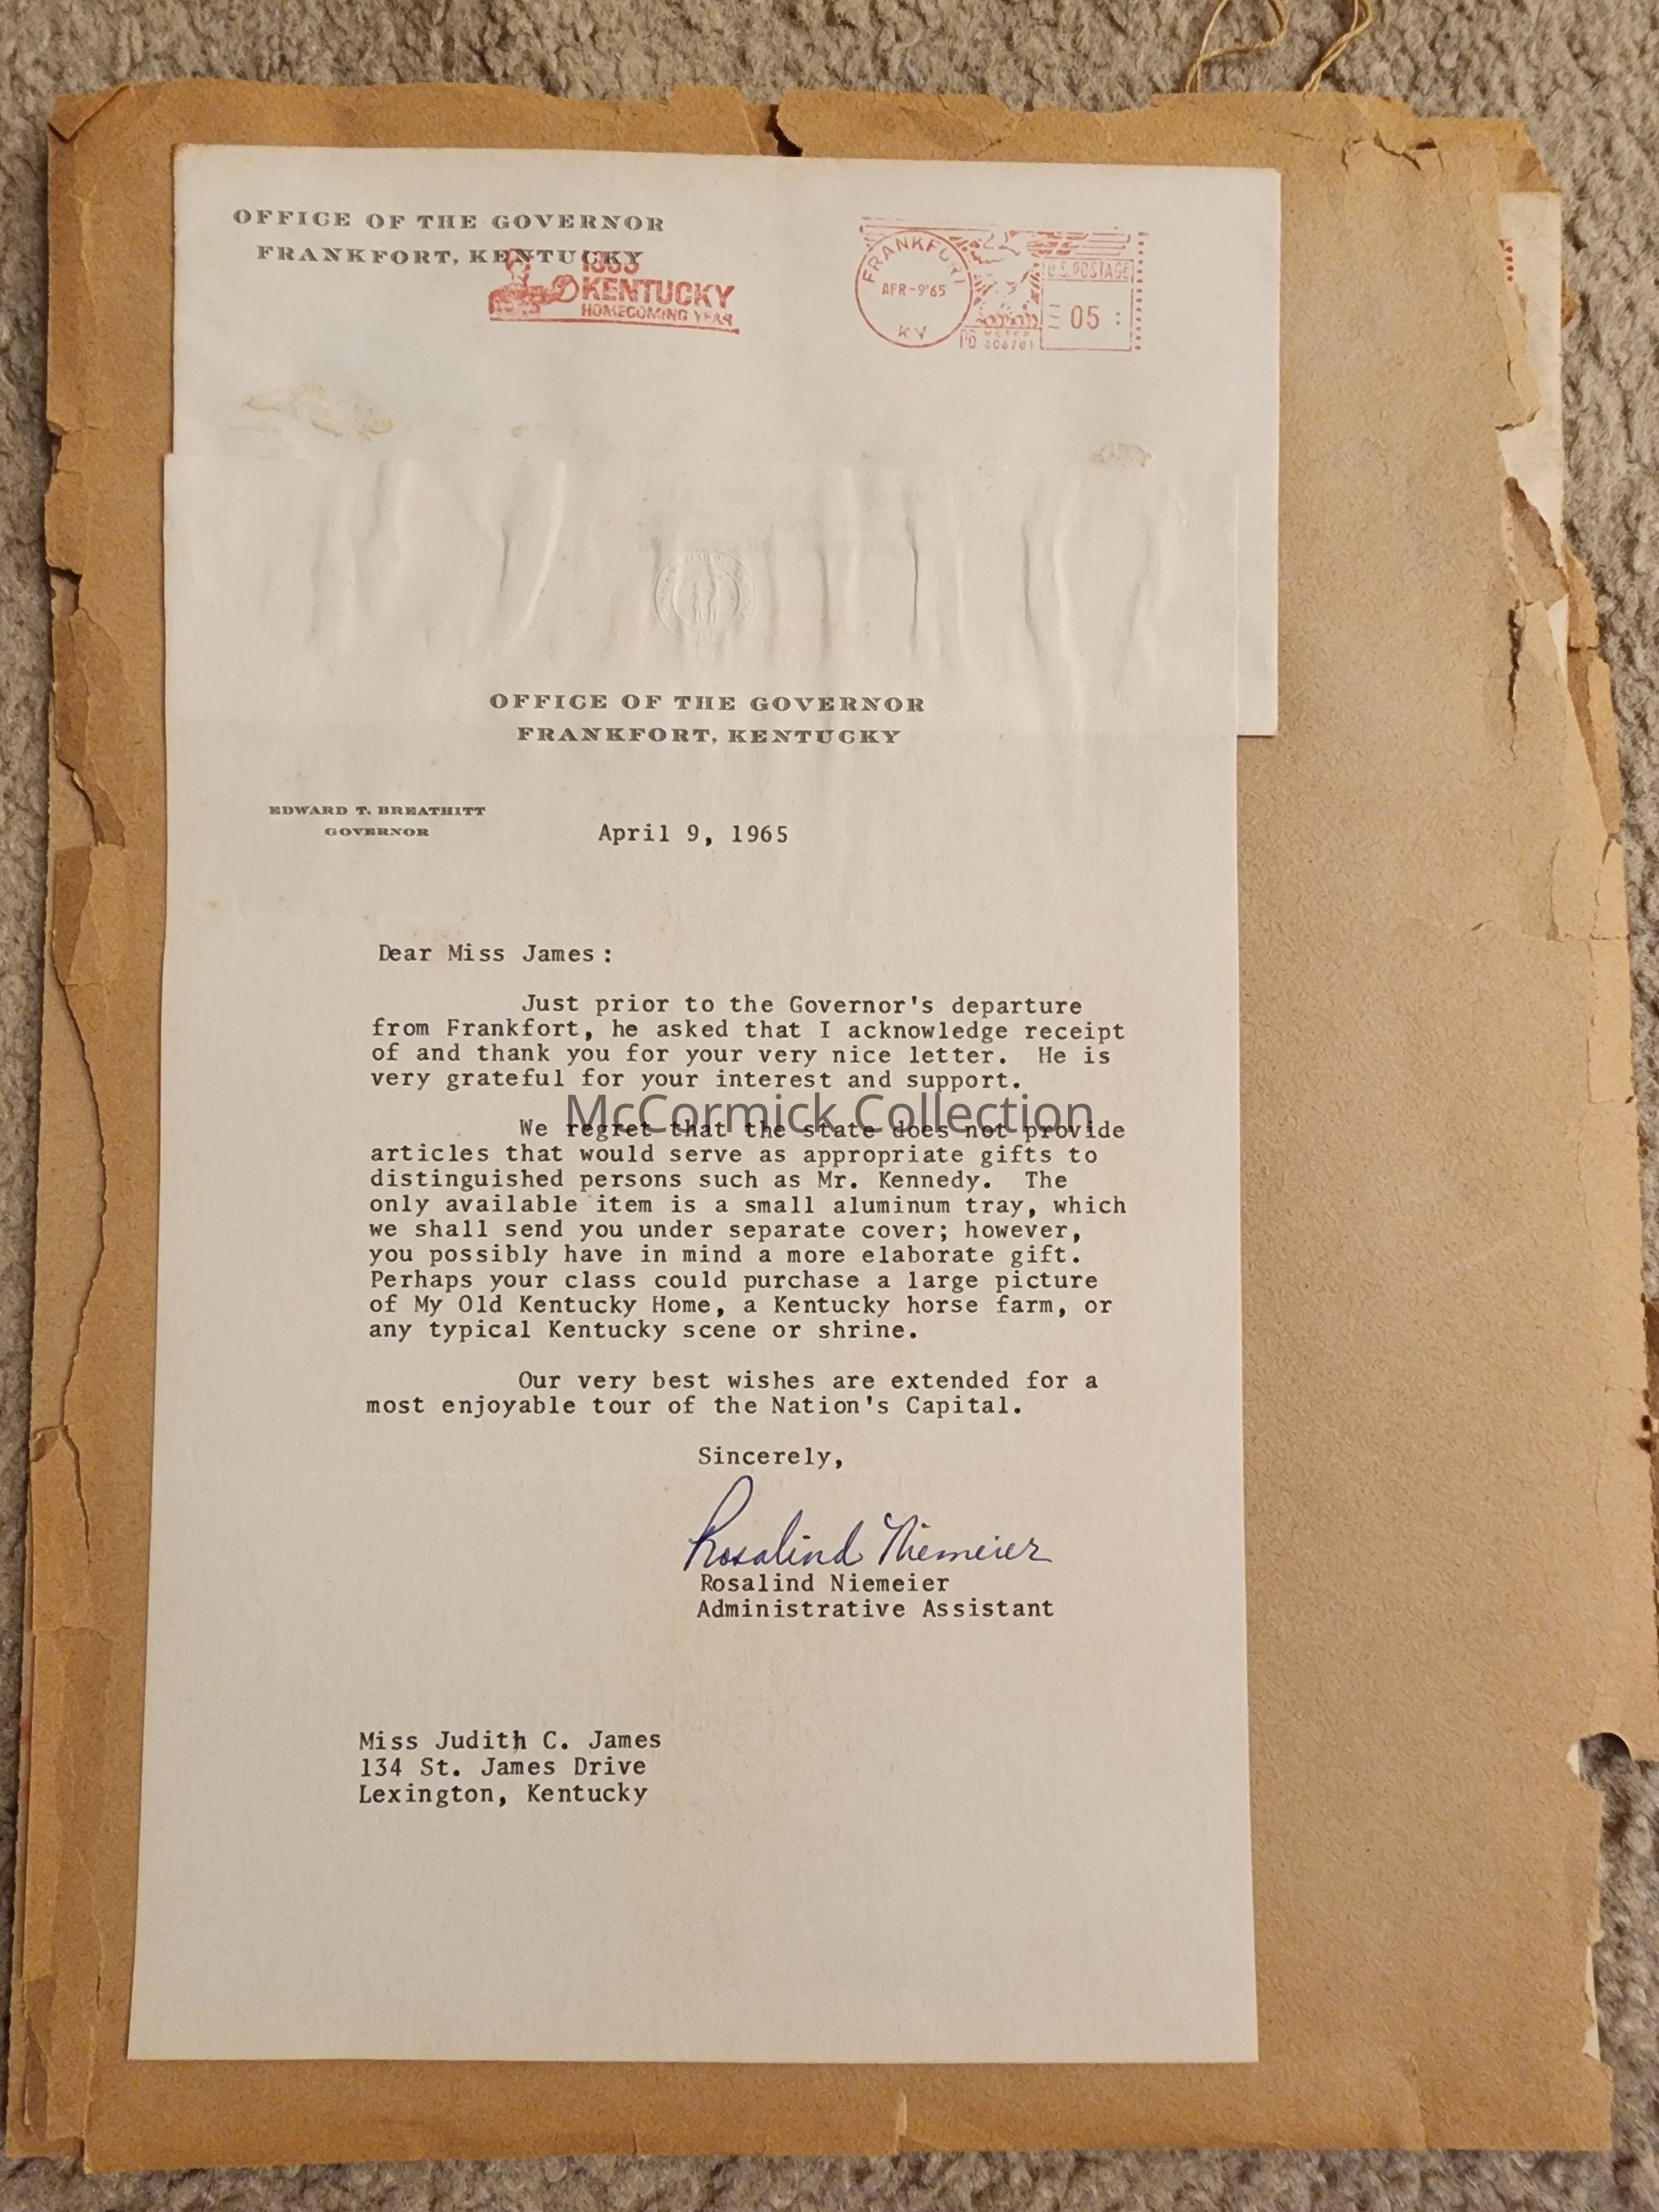 OFFICE OF THE GOVERNOR
FRANKFORT, KENTUCKY
1965
KENTUCKY
HOMECOMING YEAR
FRANKFORT
APR-9'65
KY
U.S. POSTAGE
05
METER
OFFICE OF THE GOVERNOR
FRANKFORT, KENTUCKY
EDWARD T. BREATHITT
GOVERNOR
April 9, 1965
Dear Miss James:
Just prior to the Governor's departure
from Frankfort, he asked that I acknowledge receipt
of and thank you for your very nice letter. He is
very grateful for your interest and support.
McCormick Collection
We regret that the state does not provide
articles that would serve as appropriate gifts to
distinguished persons such as Mr. Kennedy. The
only available item is a small aluminum tray, which
we shall send you under separate cover; however,
you possibly have in mind a more elaborate gift.
Perhaps your class could purchase a large picture
of My Old Kentucky Home, a Kentucky horse farm, or
any typical Kentucky scene or shrine.
Our very best wishes are extended for a
most enjoyable tour of the Nation's Capital.
Sincerely,
Rosalind Niemeier
Rosalind Niemeier
Administrative Assistant
Miss Judith C. James
134 St. James Drive
Lexington, Kentucky